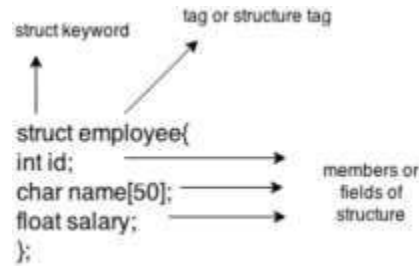 struct keyword
tag or structure tag
struct employee{
int id;
char name[50];
float salary;
};
members or
fields of
structure